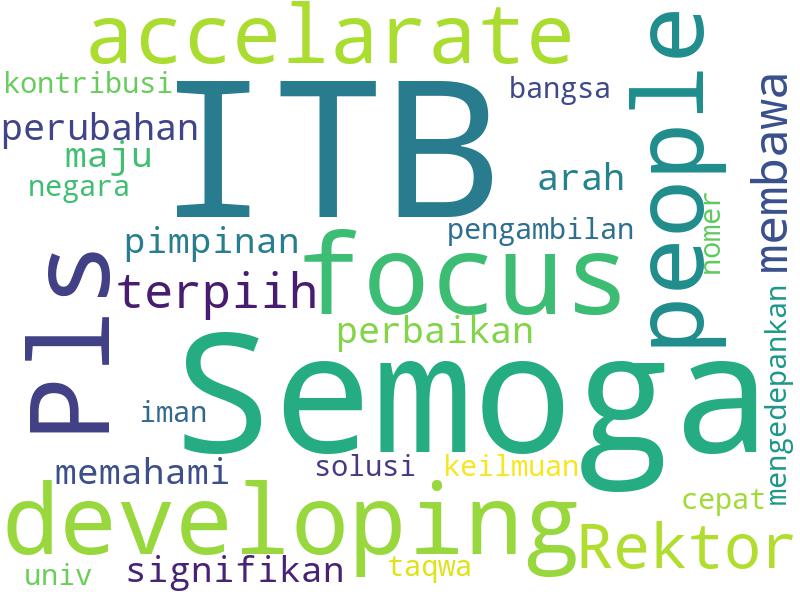 accelarate
people
kontribusi
ITB
bangsa
membawa
perubahan
maju
arah
negara
nomer
pimpinan
pengambilan
Pls
focus
terpiih
mengedepankan
perbaikan
Semoga
iman
memahami
solusi
keilmuan
developing
cepat
Rektor
univ
signifikan
taqwa